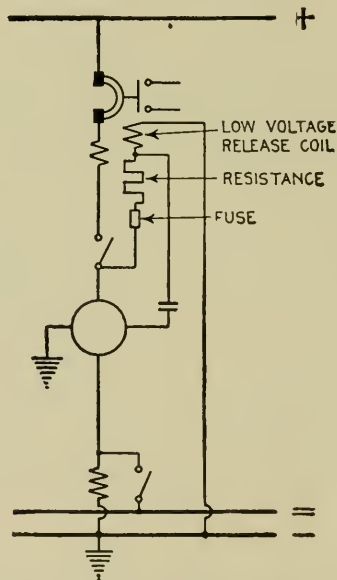 +
LOW VOLTAGE
RELEASE COIL
RESISTANCE
FUSE
=
−